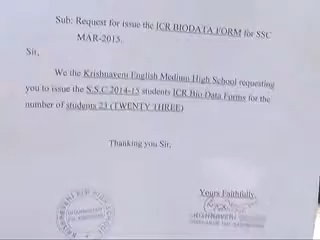 Sub: Request for issue the ICR BIODATA FORM for SSC
MAR-2015.
Sir,
We the Krishnaveni English Medium High School requesting
you to issue the S.S.C 2014-15 students ICR Bio Data Forms for the
number of students 23 (TWENTY THREE)
Thanking you Sir,
Yours Faithfully,
KRISHNAVENI